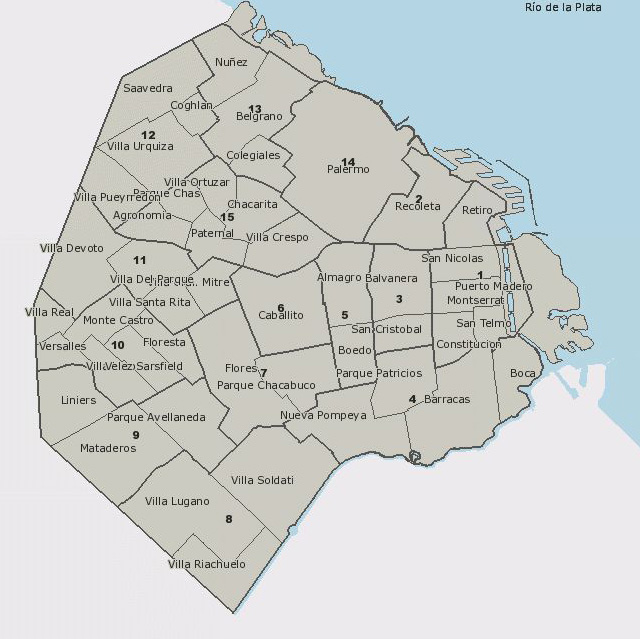 Río de la Plata
Nuñez
Saavedra
Coghlan
13
Belgrano
12
Villa Urquiza
Colegiales
14
Palermo
Villa Ortuzar
Parque Chas
Villa Pueyrredon
2
Recoleta
Retiro
Chacarita
Agronomia
15
Paternal
Villa Crespo
Villa Devoto
11
San Nicolas
Villa Del Parque
Mitre
Almagro
Balvanera
1
Puerto Madero
Montserrat
3
Villa Santa Rita
6
Caballito
5
Villa Real
Monte Castro
San Cristobal
San Telmo
Versalles
10
Floresta
Boedo
Constitucion
Villa Velez Sarsfield
Flores
7
Parque Chacabuco
Parque Patricios
Boca
Liniers
4
Barracas
Parque Avellaneda
Nueva Pompeya
9
Mataderos
Villa Soldati
Villa Lugano
8
Villa Riachuelo